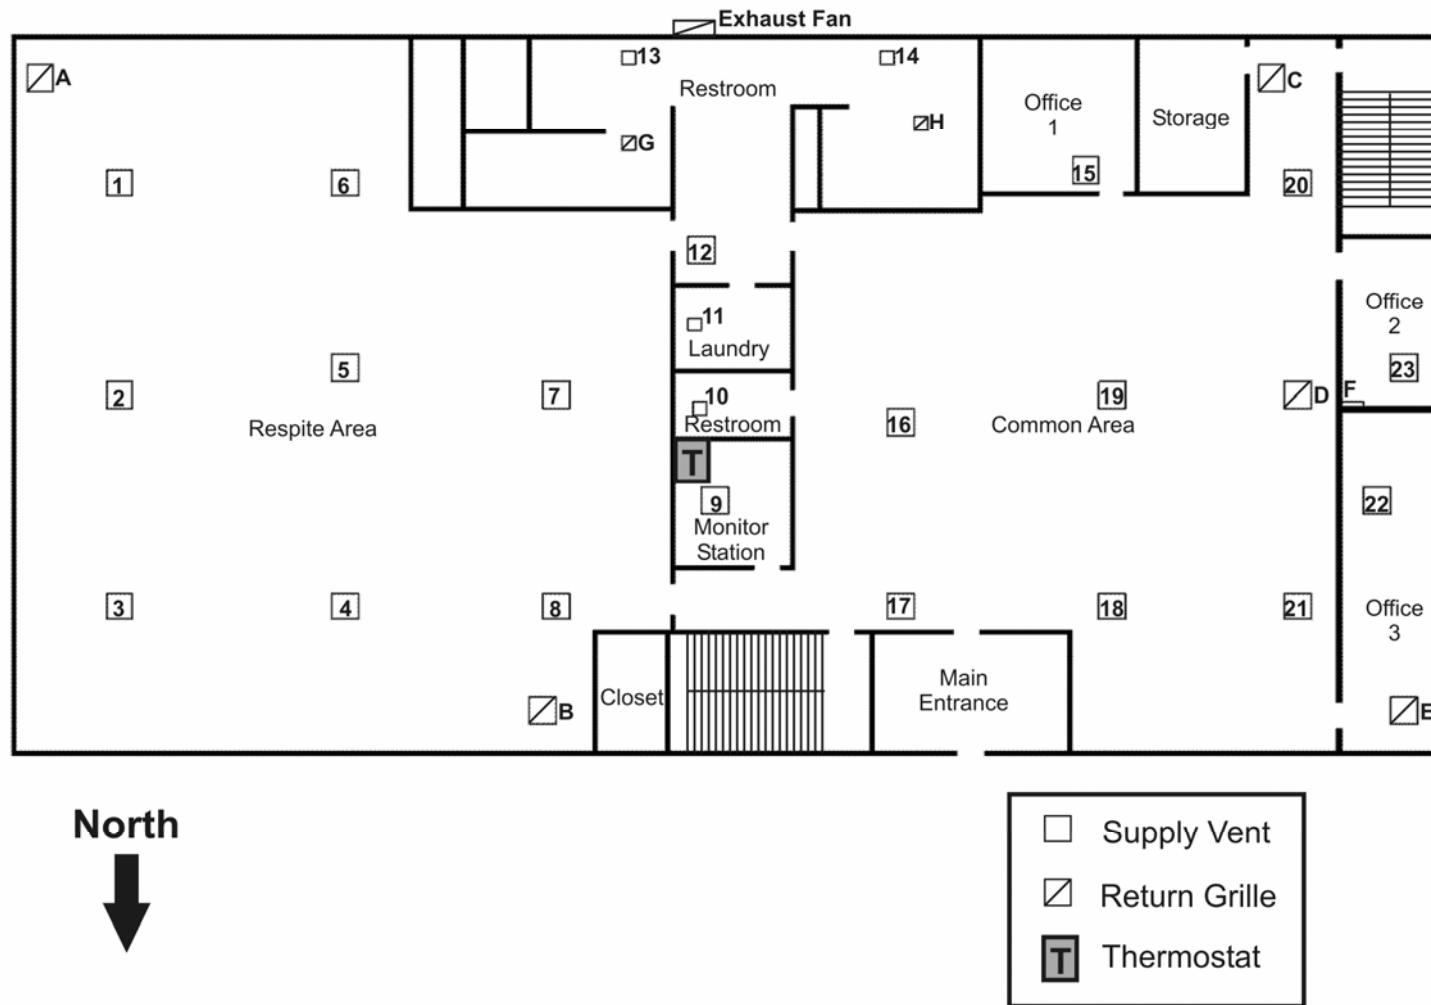 Exhaust Fan
13
14
A
Restroom
C
Office
1
Storage
H
G
1
6
15
20
12
11
Laundry
Office
2
5
23
2
7
10
19
D
F
Respite Area
Restroom
16
Common Area
T
9
22
Monitor
Station
3
4
8
17
18
21
Office
3
Closet
Main
Entrance
B
E
North
Supply Vent
Return Grille
T
Thermostat